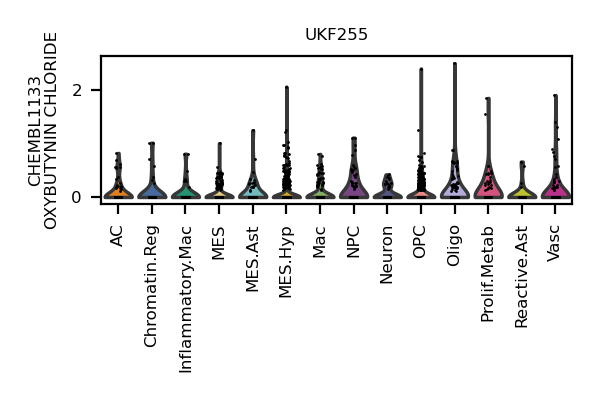 UKF255
CHEMBL1133
OXYBUTYNIN CHLORIDE
2
0
AC
Chromatin.Reg
Inflammatory.Mac
MES
MES.Ast
MES.Hyp
Mac
NPC
Neuron
OPC
Oligo
Prolif.Metab
Reactive.Ast
Vasc